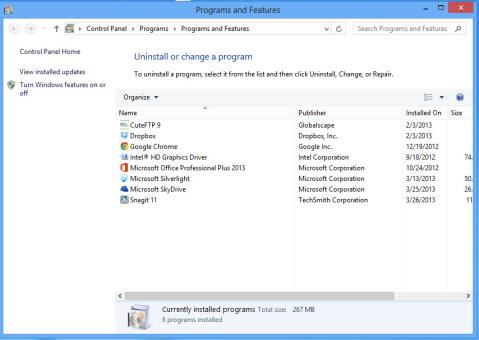 Programs and Features
Control Panel Programs Programs and Features
Search Programs and Features
Control Panel Home
View installed updates
Turn Windows features on or off
Uninstall or change a program
To uninstall a program, select it from the list and then click Uninstall, Change, or Repair.
Organize
Name Publisher Installed On Size
CuteFTP 9 Globalscape 2/3/2013
Dropbox Dropbox, Inc. 2/3/2013
Google Chrome Google Inc. 12/19/2012
Intel® HD Graphics Driver Intel Corporation 9/18/2012 74.
Microsoft Office Professional Plus 2013 Microsoft Corporation 10/24/2012
Microsoft Silverlight Microsoft Corporation 3/13/2013 50.
Microsoft SkyDrive Microsoft Corporation 3/25/2013 26.
Snagit 11 TechSmith Corporation 3/26/2013 11
Currently installed programs Total size: 267 MB
8 programs installed